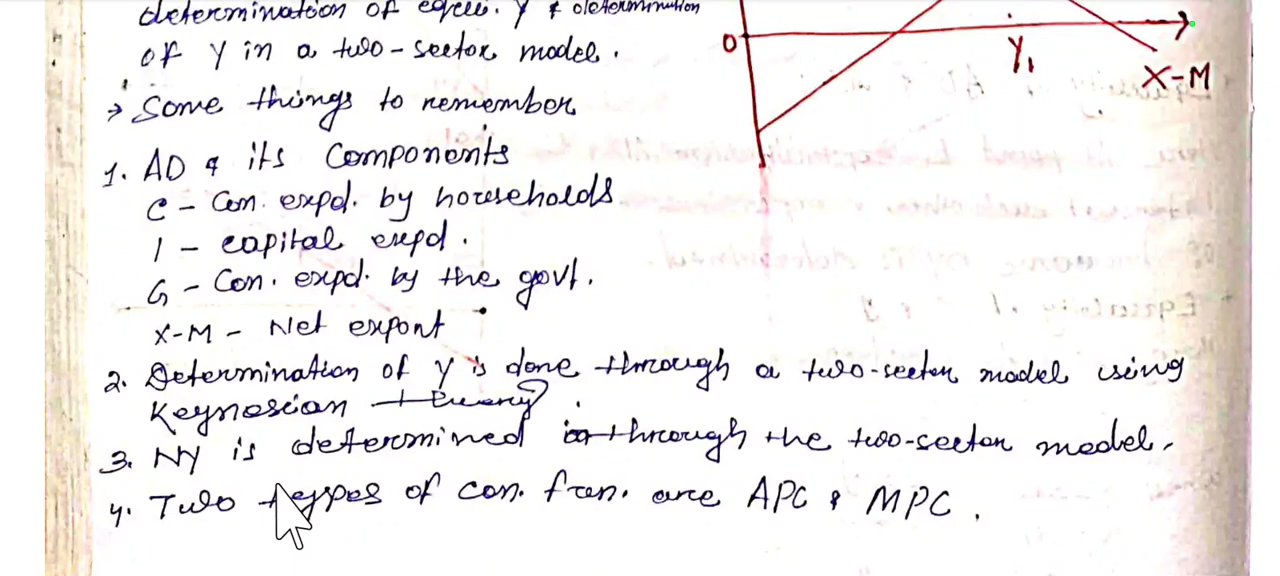 determination of equili. Y & determination
of Y in a two-sector model.
O
Y1
X-M
→ Some things to remember
1. AD & its Components
C - Con. expd. by households
I - capital expd.
G - Con. expd. by the govt.
X-M - Net export
2. Determination of Y is done through a two-sector model using
Keynesian theory
3. NY is determined through the two-sector model.
4. Two types of con. fun. are APC & MPC.